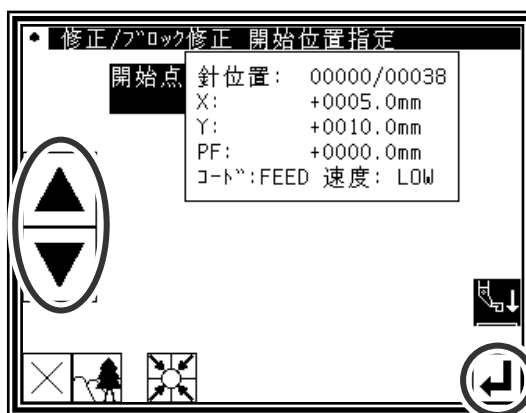 修正/ブロック修正 開始位置指定
開始点
針位置: 00000/00038
X: +0005.0mm
Y: +0010.0mm
PF: +0000.0mm
コード:FEED 速度: LOW